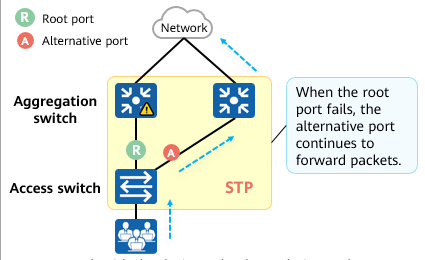 R Root port
A Alternative port
Network
Aggregation
switch
When the root
port fails, the
alternative port
continues to
forward packets.
R
A
Access switch
STP